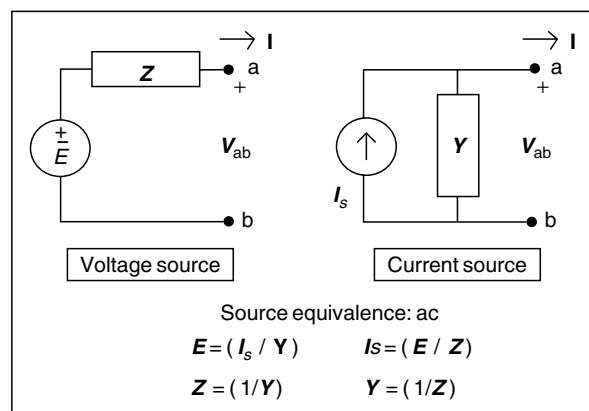 I
I
Z
a
a
+
+
±
E
V_ab
I_s
Y
V_ab
b
b
Voltage source
Current source
Source equivalence: ac
E = ( I_s / Y)
Is = ( E / Z)
Z = (1/Y)
Y = (1/Z)